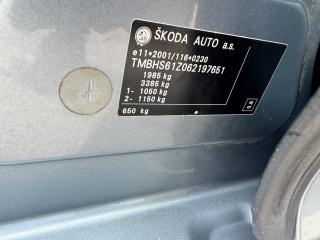 ŠKODA AUTO a.s.
e11*2001/116*0230
TMBHS61Z062197651
1985 kg
3385 kg
1- 1050 kg
2- 1150 kg
650 kg